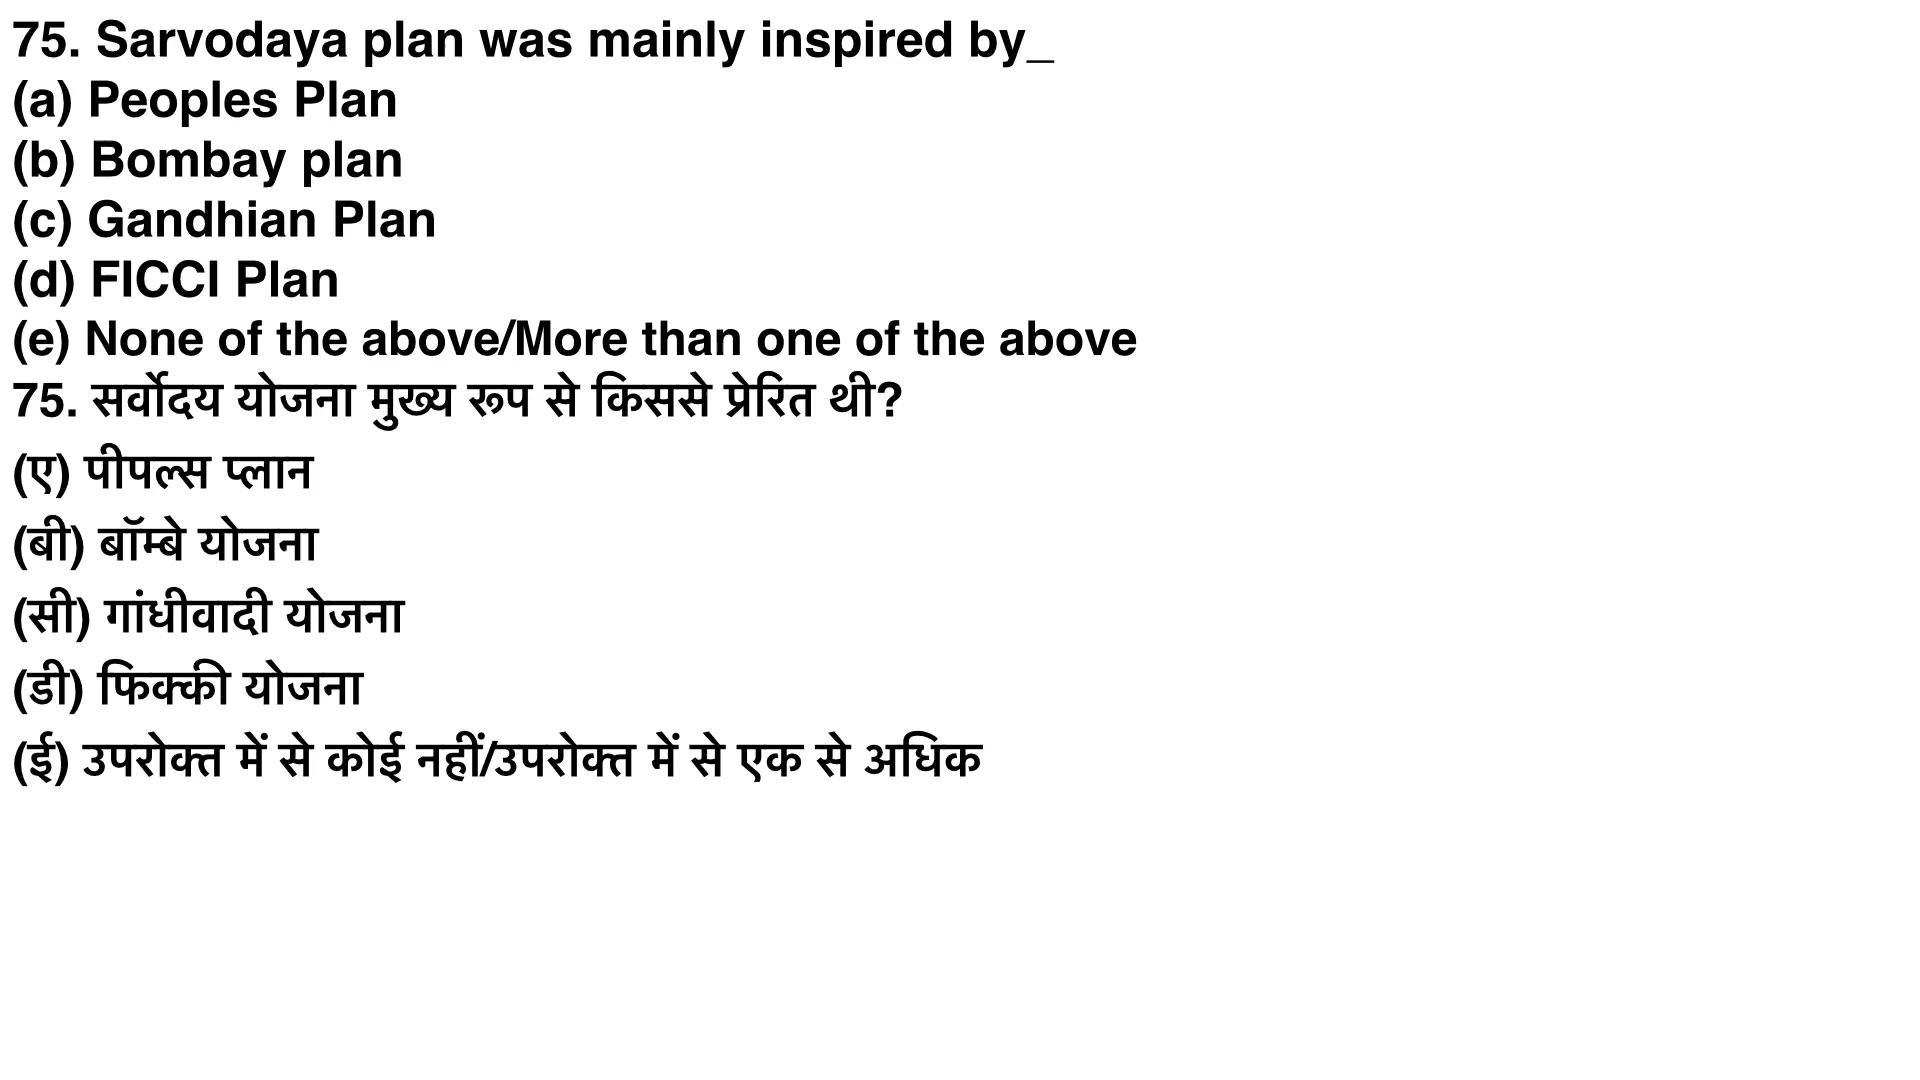 75. Sarvodaya plan was mainly inspired by_
(a) Peoples Plan
(b) Bombay plan
(c) Gandhian Plan
(d) FICCI Plan
(e) None of the above/More than one of the above
75. सर्वोदय योजना मुख्य रूप से किससे प्रेरित थी?
(ए) पीपल्स प्लान
(बी) बॉम्बे योजना
(सी) गांधीवादी योजना
(डी) फिक्की योजना
(ई) उपरोक्त में से कोई नहीं/उपरोक्त में से एक से अधिक